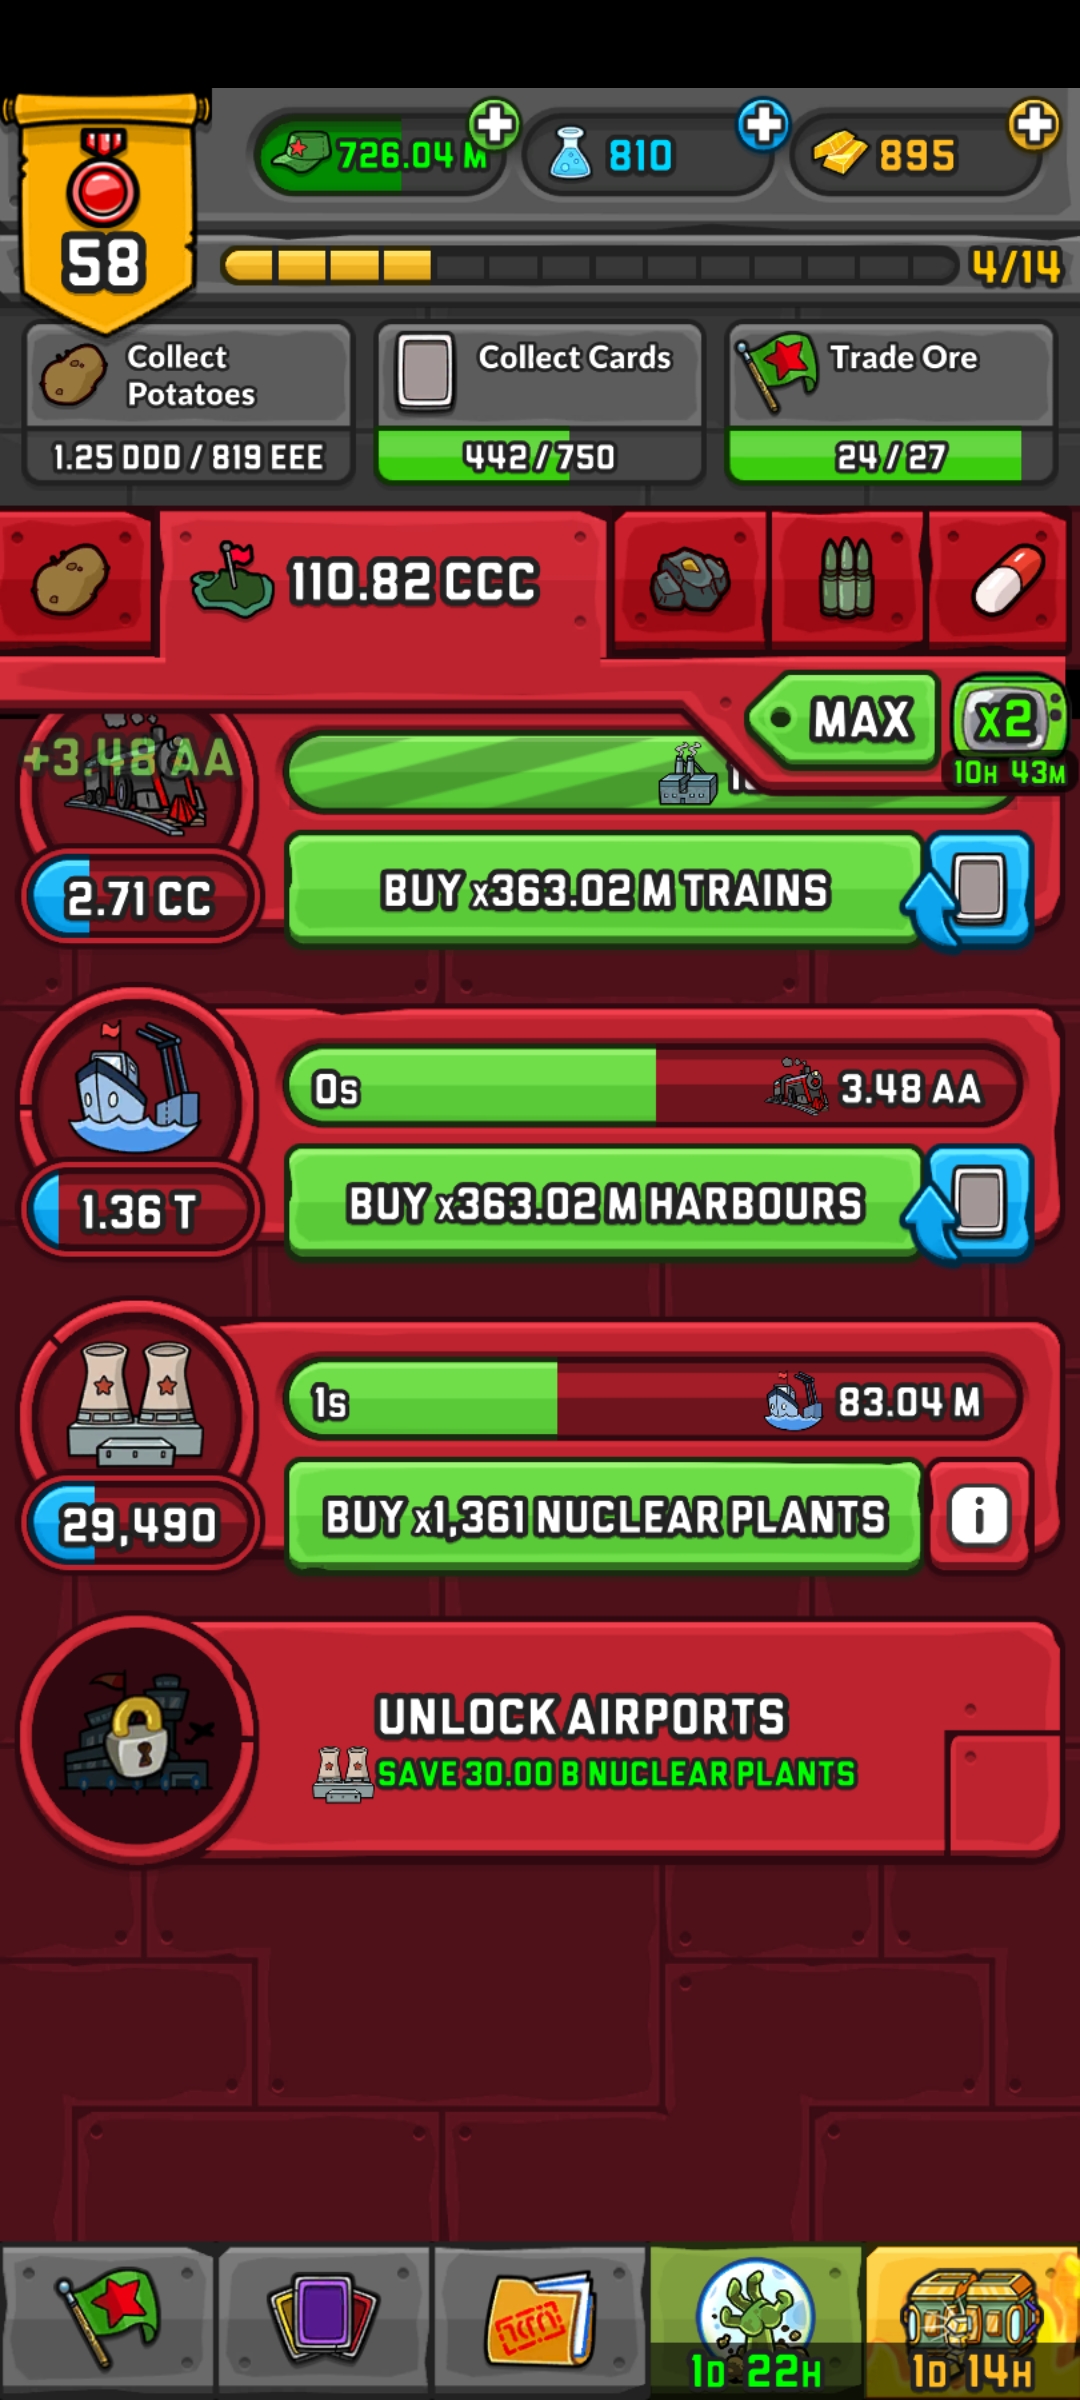 726.04 M
810
895
58
4/14
Collect
Potatoes
Collect Cards
Trade Ore
1.25 DDD / 819 EEE
442/750
24/27
110.82 CCC
MAX
x2
10H 43M
+3.48 AA
2.71 CC
BUY x363.02 M TRAINS
0s
3.48 AA
1.36 T
BUY x363.02 M HARBOURS
1s
83.04 M
29,490
BUY x1,361 NUCLEAR PLANTS
i
UNLOCK AIRPORTS
SAVE 30.00 B NUCLEAR PLANTS
1D 22H
1D 14H